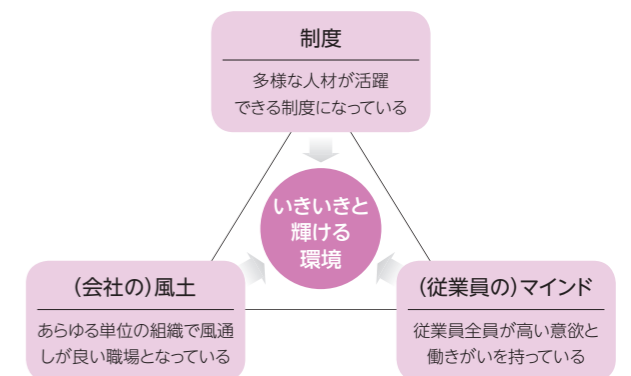 制度
多様な人材が活躍
できる制度になっている
いきいきと
輝ける
環境
(会社の)風土
あらゆる単位の組織で風通
しが良い職場となっている
(従業員の)マインド
従業員全員が高い意欲と
働きがいを持っている